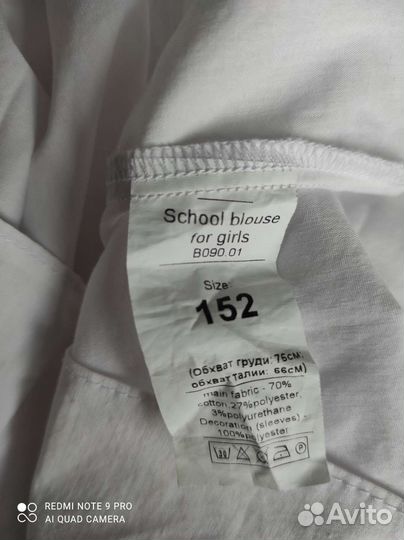 School blouse
for girls
B090.01
Size:
152
(Обхват груди: 76см;
обхват талии: 66см)
main fabric - 70%
cotton,27%polyester,
3%polyurethane
Decoration (sleeves) -
100%polyester
REDMI NOTE 9 PRO
AI QUAD CAMERA
Avito